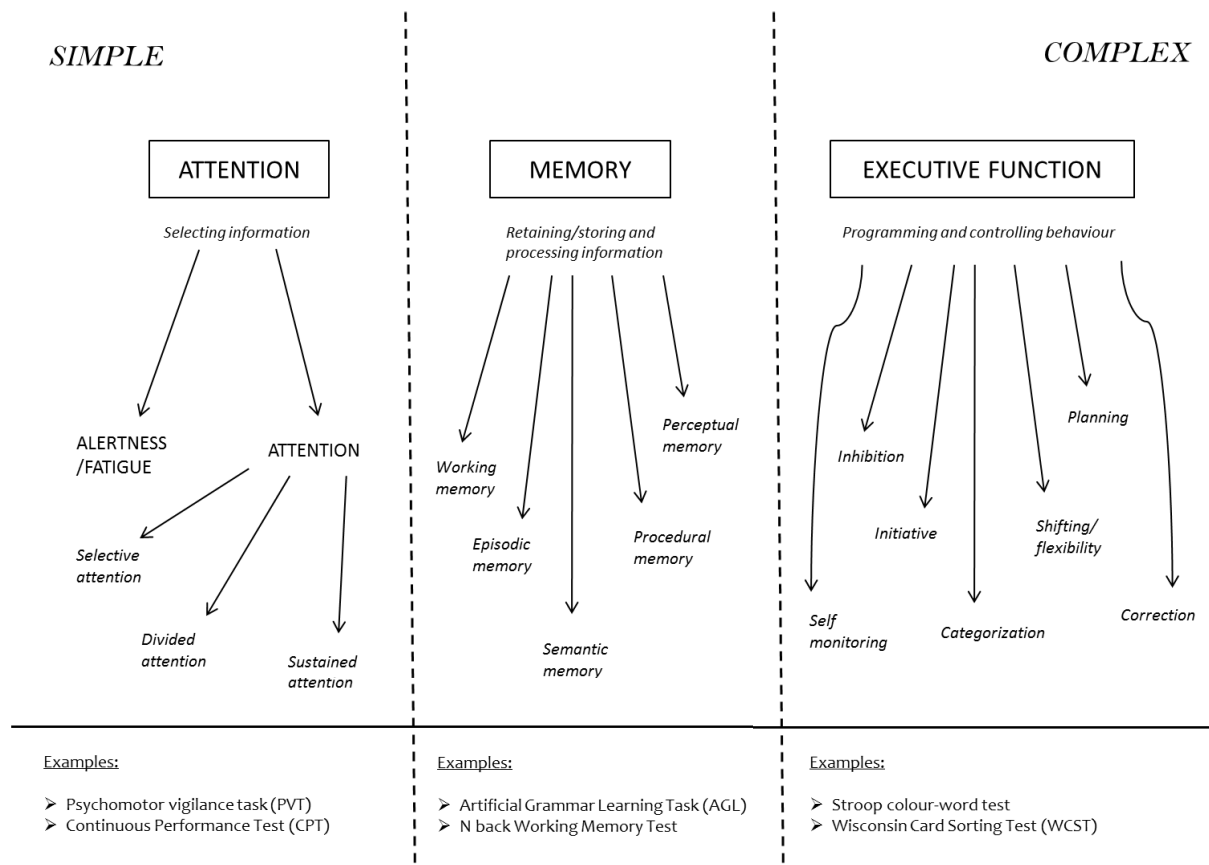 SIMPLE
COMPLEX
ATTENTION
MEMORY
EXECUTIVE FUNCTION
Selecting information
Retaining/storing and
processing information
Programming and controlling behaviour
ALERTNESS
/FATIGUE
ATTENTION
Selective
attention
Divided
attention
Sustained
attention
Working
memory
Episodic
memory
Semantic
memory
Procedural
memory
Perceptual
memory
Self
monitoring
Inhibition
Initiative
Categorization
Shifting/
flexibility
Planning
Correction
Examples:
➢ Psychomotor vigilance task (PVT)
➢ Continuous Performance Test (CPT)
Examples:
➢ Artificial Grammar Learning Task (AGL)
➢ N back Working Memory Test
Examples:
➢ Stroop colour-word test
➢ Wisconsin Card Sorting Test (WCST)